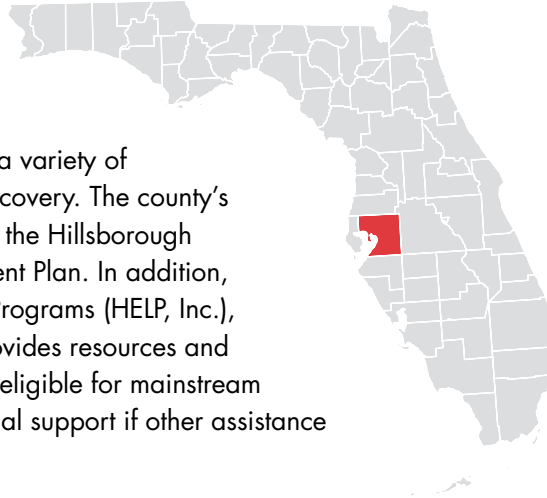 a variety of
covery. The county’s
the Hillsborough
ent Plan. In addition,
rograms (HELP, Inc.),
ovides resources and
eligible for mainstream
al support if other assistance